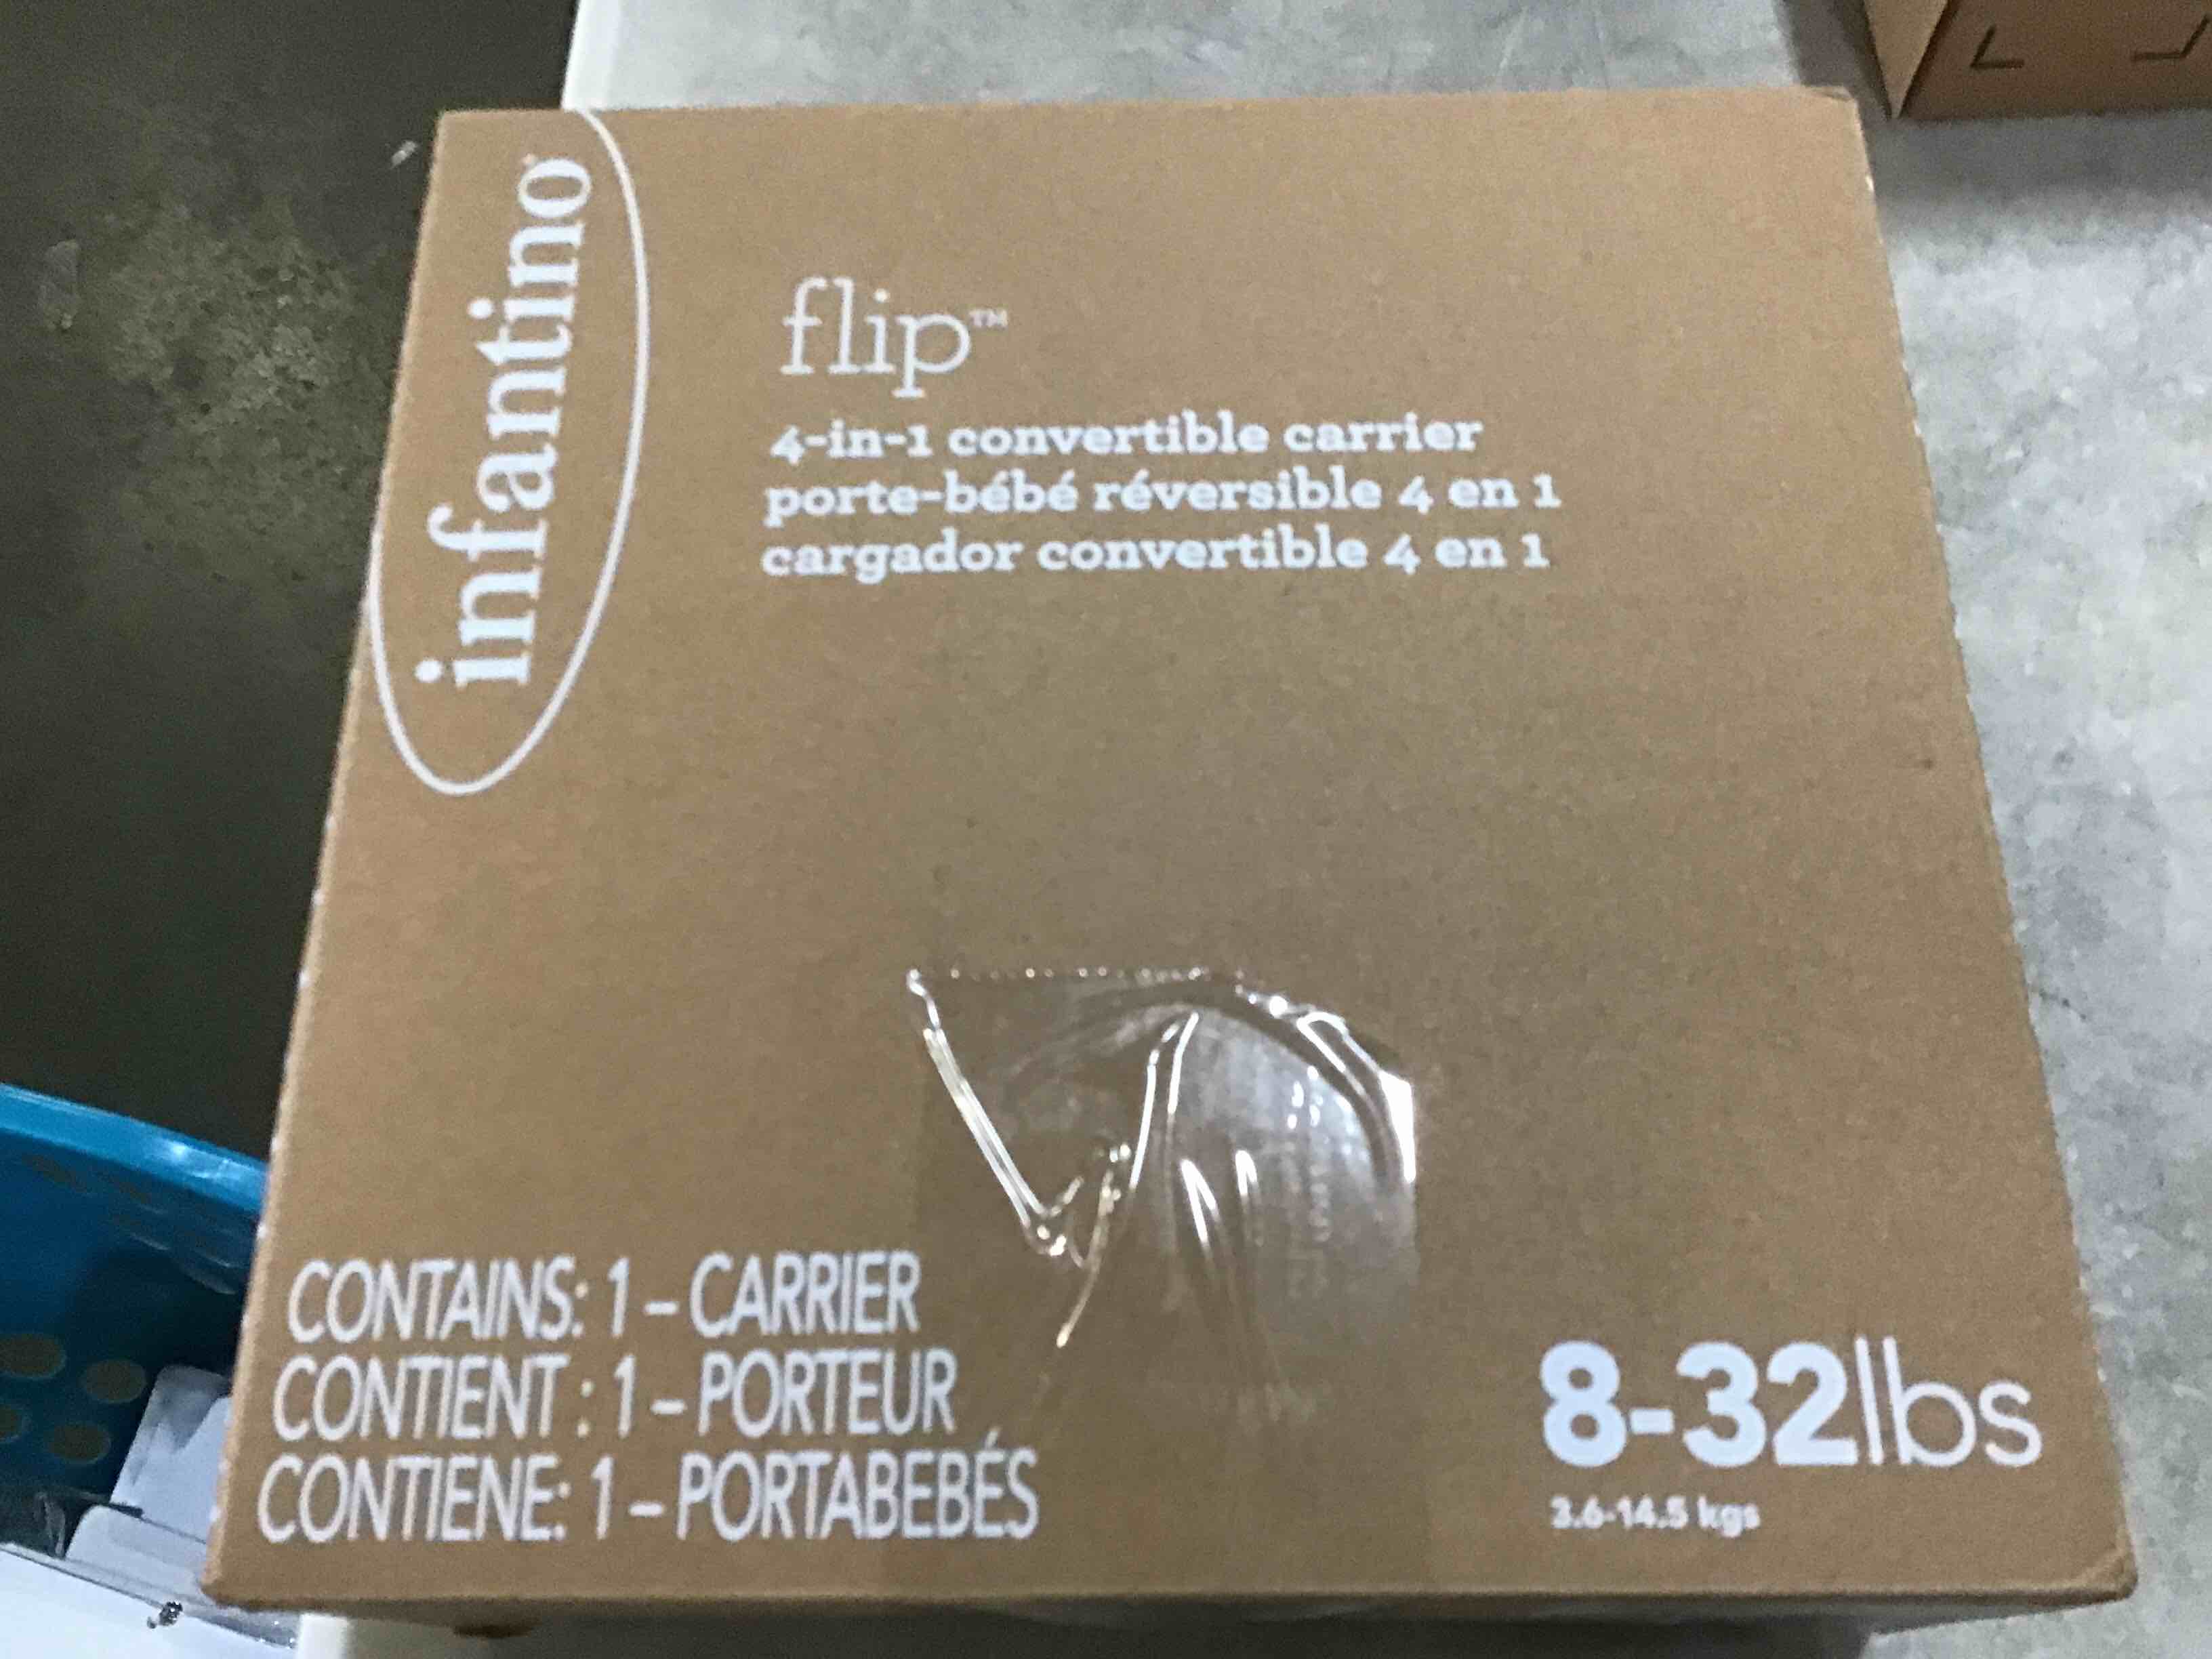 infantino
flip™
4-in-1 convertible carrier
porte-bébé réversible 4 en 1
cargador convertible 4 en 1
CONTAINS: 1 – CARRIER
CONTIENT : 1 – PORTEUR
CONTIENE: 1 – PORTABEBÉS
8-32lbs
3.6-14.5 kgs